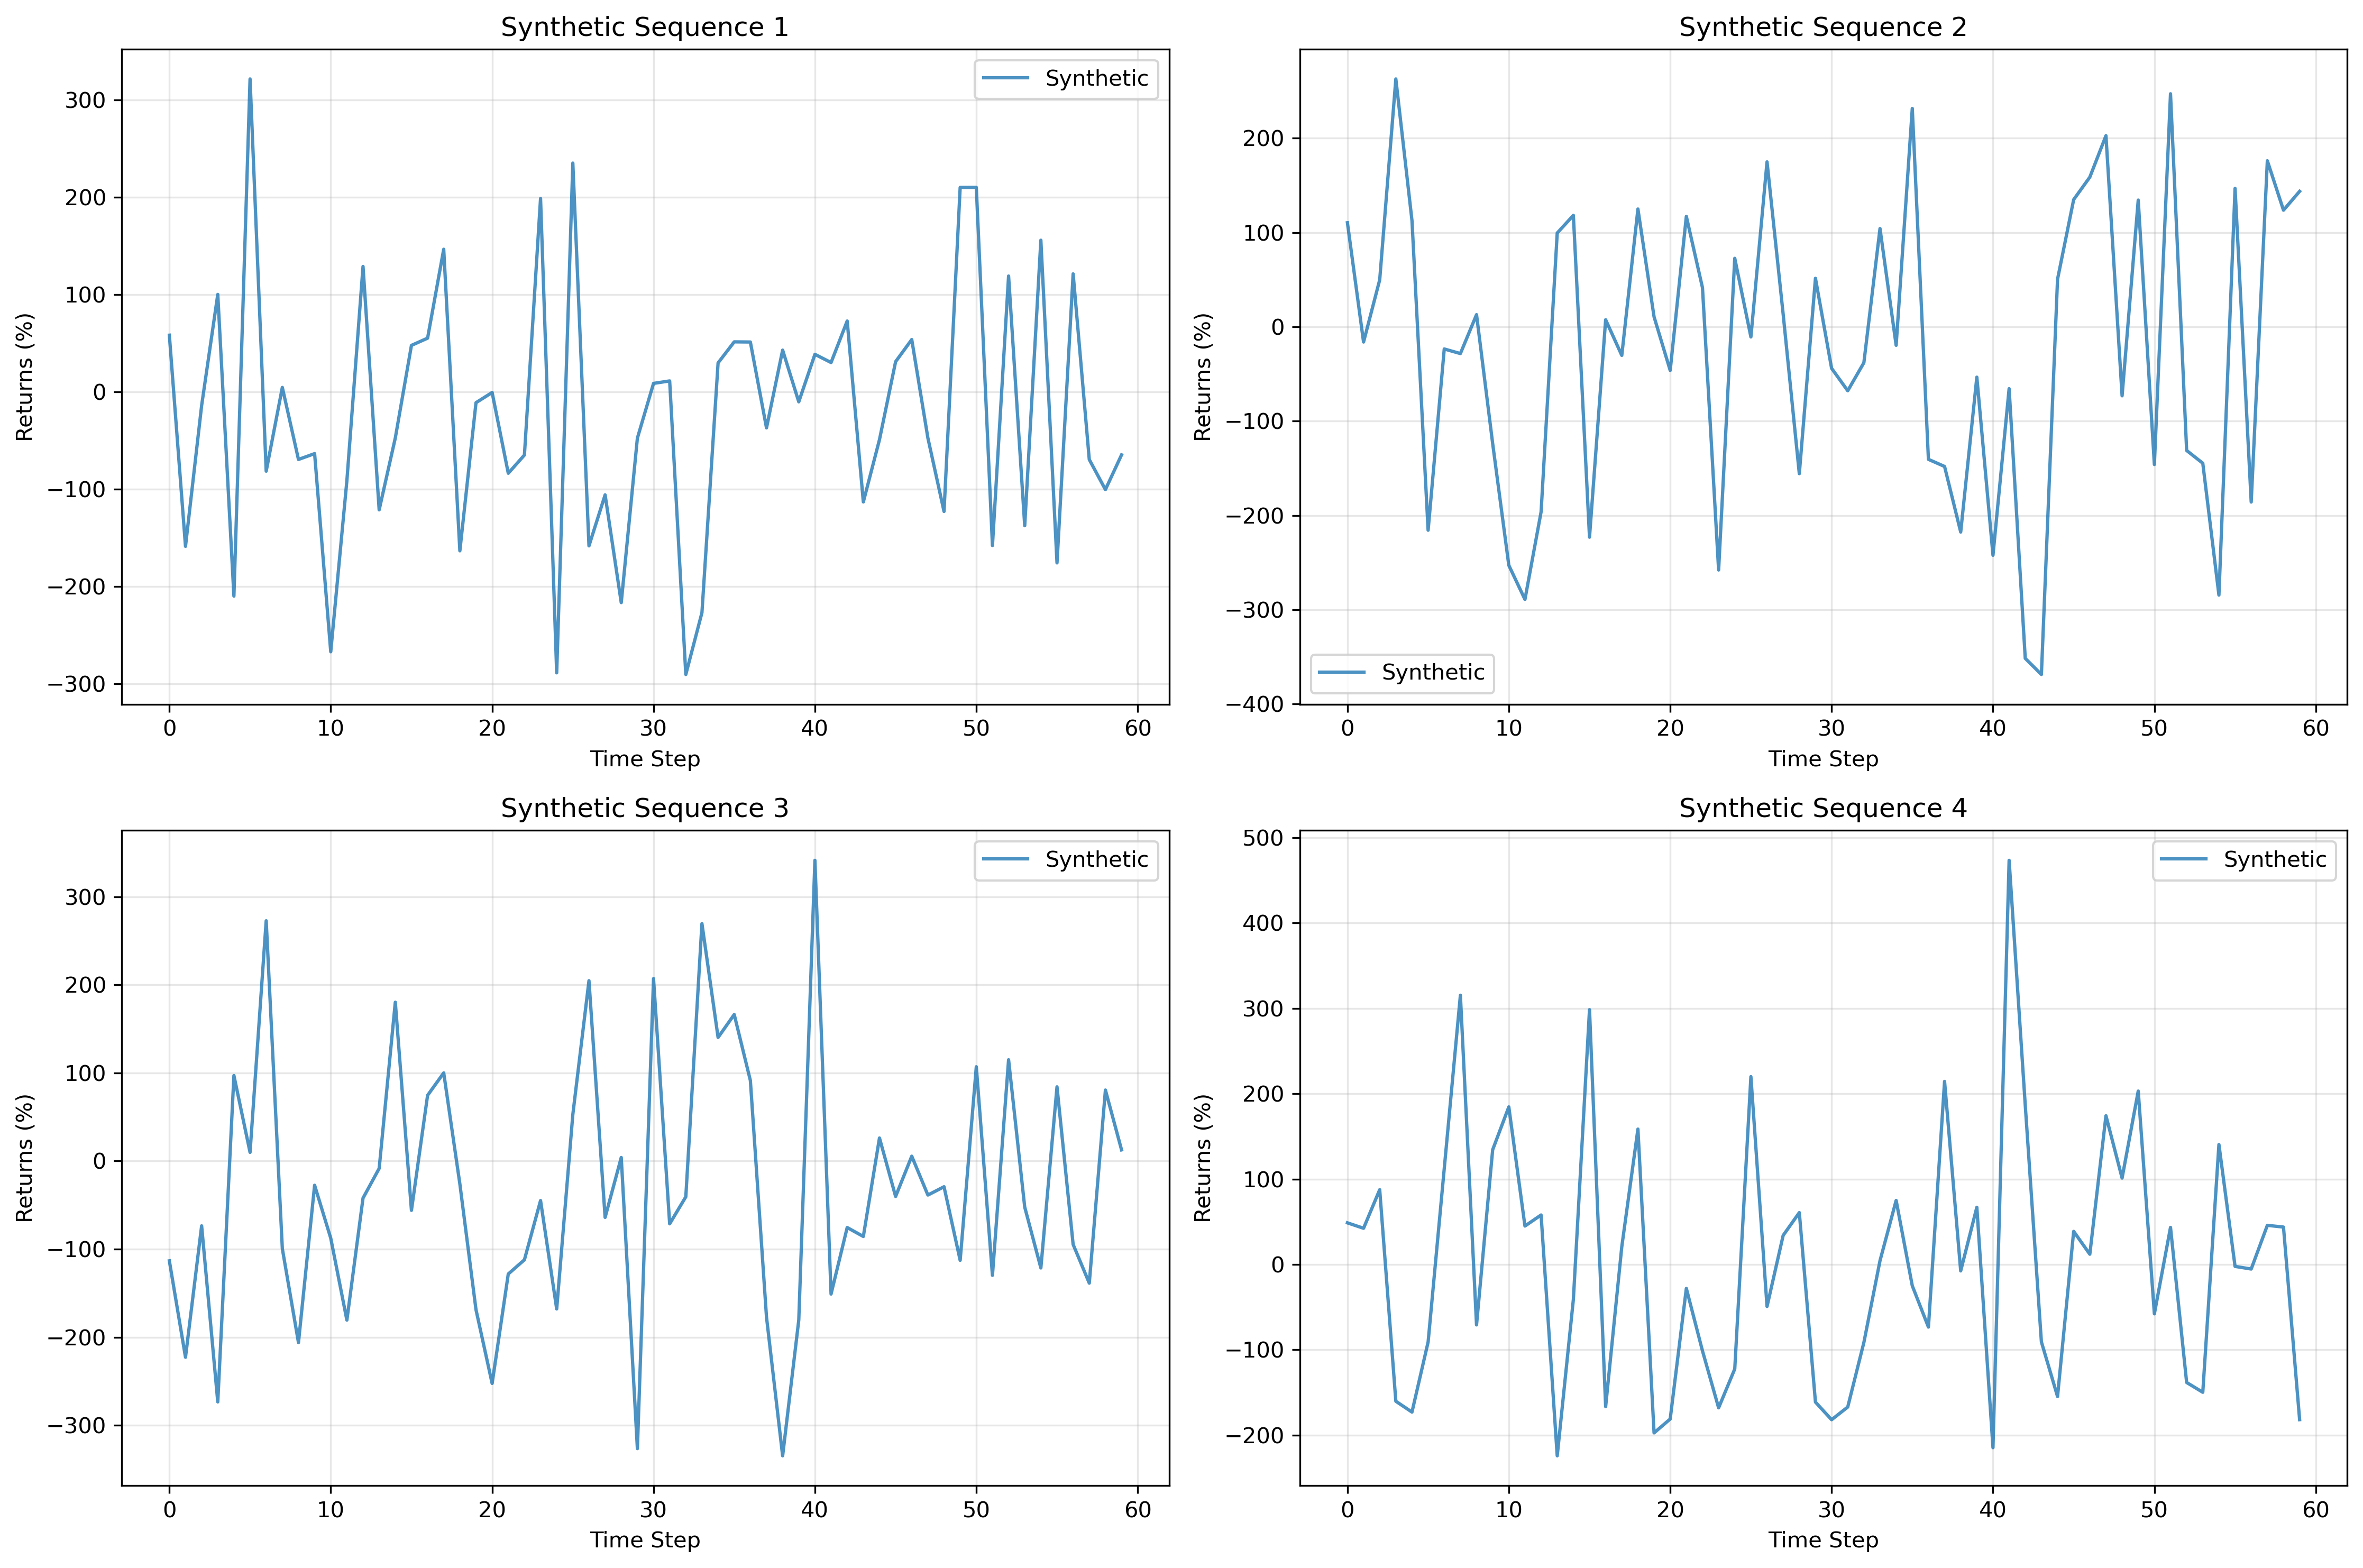 Synthetic Sequence 1
Synthetic
300
200
100
0
−100
−200
−300
Returns (%)
0 10 20 30 40 50 60
Time Step
Synthetic Sequence 2
Synthetic
200
100
0
−100
−200
−300
−400
Returns (%)
0 10 20 30 40 50 60
Time Step
Synthetic Sequence 3
Synthetic
300
200
100
0
−100
−200
−300
Returns (%)
0 10 20 30 40 50 60
Time Step
Synthetic Sequence 4
Synthetic
500
400
300
200
100
0
−100
−200
Returns (%)
0 10 20 30 40 50 60
Time Step